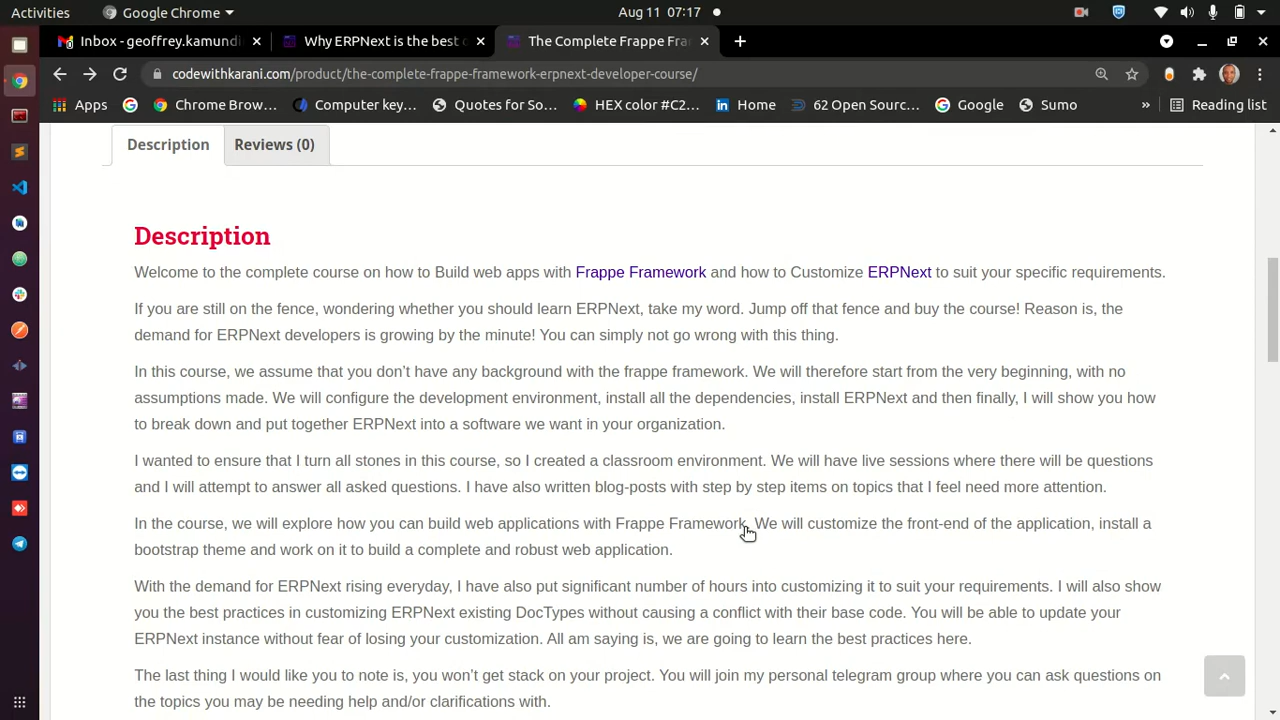 Activities
Google Chrome
Aug 11 07:17
Inbox - geoffrey.kamundi
Why ERPNext is the best
The Complete Frappe Fra
codewithkarani.com/product/the-complete-frappe-framework-erpnext-developer-course/
Apps
Chrome Brow...
Computer key...
Quotes for So...
HEX color #C2...
Home
62 Open Sourc...
Google
Sumo
»
Reading list
Description
Reviews (0)
Description
Welcome to the complete course on how to Build web apps with Frappe Framework and how to Customize ERPNext to suit your specific requirements.
If you are still on the fence, wondering whether you should learn ERPNext, take my word. Jump off that fence and buy the course! Reason is, the
demand for ERPNext developers is growing by the minute! You can simply not go wrong with this thing.
In this course, we assume that you don’t have any background with the frappe framework. We will therefore start from the very beginning, with no
assumptions made. We will configure the development environment, install all the dependencies, install ERPNext and then finally, I will show you how
to break down and put together ERPNext into a software we want in your organization.
I wanted to ensure that I turn all stones in this course, so I created a classroom environment. We will have live sessions where there will be questions
and I will attempt to answer all asked questions. I have also written blog-posts with step by step items on topics that I feel need more attention.
In the course, we will explore how you can build web applications with Frappe Framework. We will customize the front-end of the application, install a
bootstrap theme and work on it to build a complete and robust web application.
With the demand for ERPNext rising everyday, I have also put significant number of hours into customizing it to suit your requirements. I will also show
you the best practices in customizing ERPNext existing DocTypes without causing a conflict with their base code. You will be able to update your
ERPNext instance without fear of losing your customization. All am saying is, we are going to learn the best practices here.
The last thing I would like you to note is, you won’t get stack on your project. You will join my personal telegram group where you can ask questions on
the topics you may be needing help and/or clarifications with.